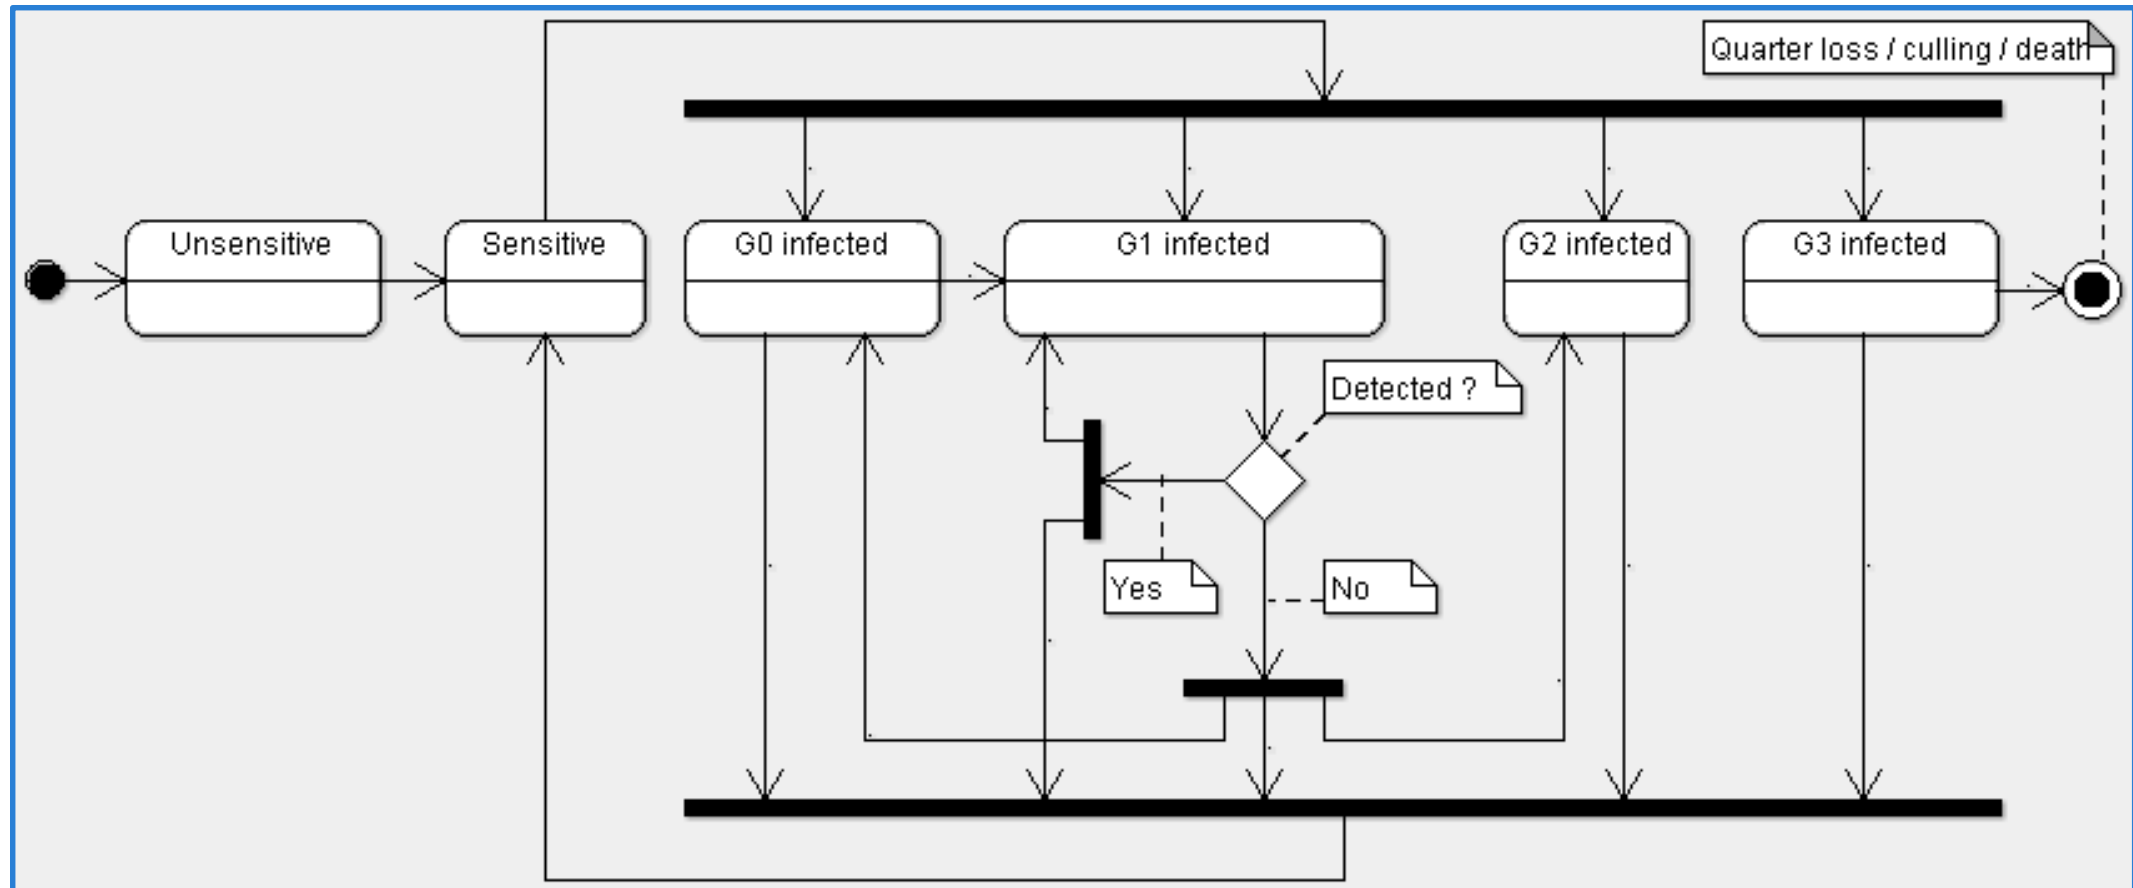 Quarter loss / culling / death
Unsensitive
Sensitive
G0 infected
G1 infected
G2 infected
G3 infected
Detected ?
Yes
No